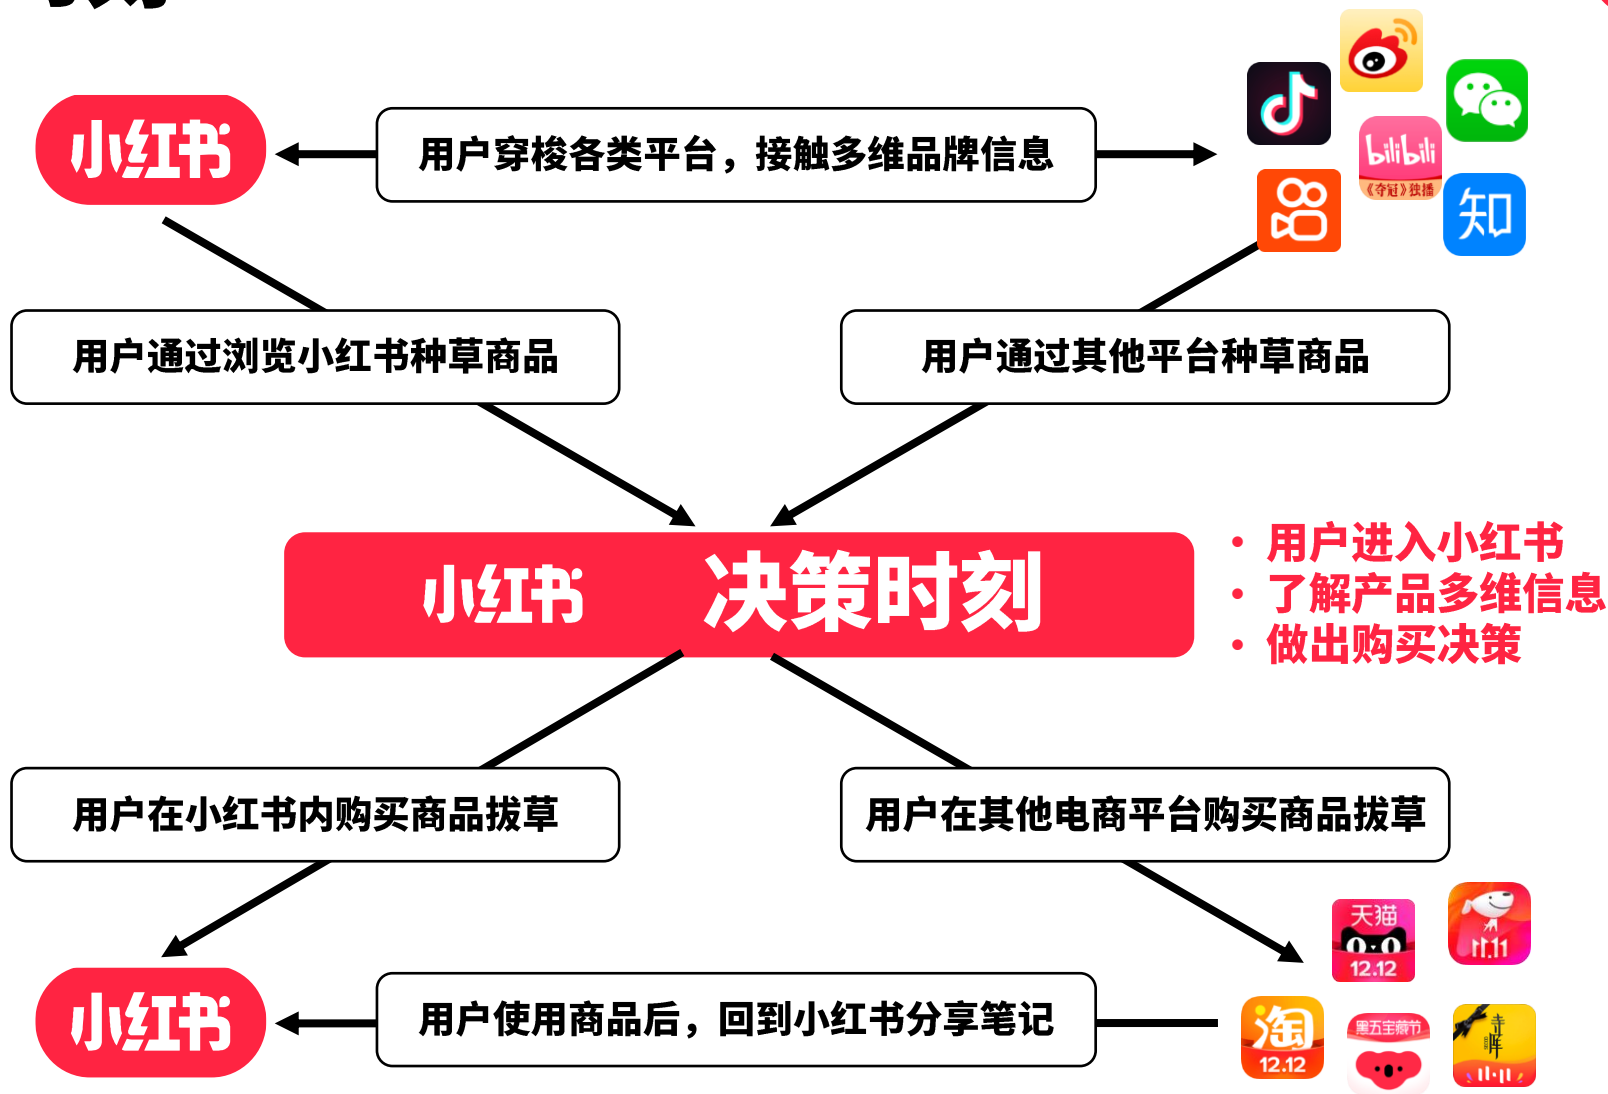 小红书
用户穿梭各类平台，接触多维品牌信息
bilibili
《夺冠》独播
知
用户通过浏览小红书种草商品
用户通过其他平台种草商品
小红书 决策时刻
• 用户进入小红书
• 了解产品多维信息
• 做出购买决策
用户在小红书内购买商品拔草
用户在其他电商平台购买商品拔草
天猫
12.12
11.11
小红书
用户使用商品后，回到小红书分享笔记
淘
12.12
黑五宝藏节
11.11